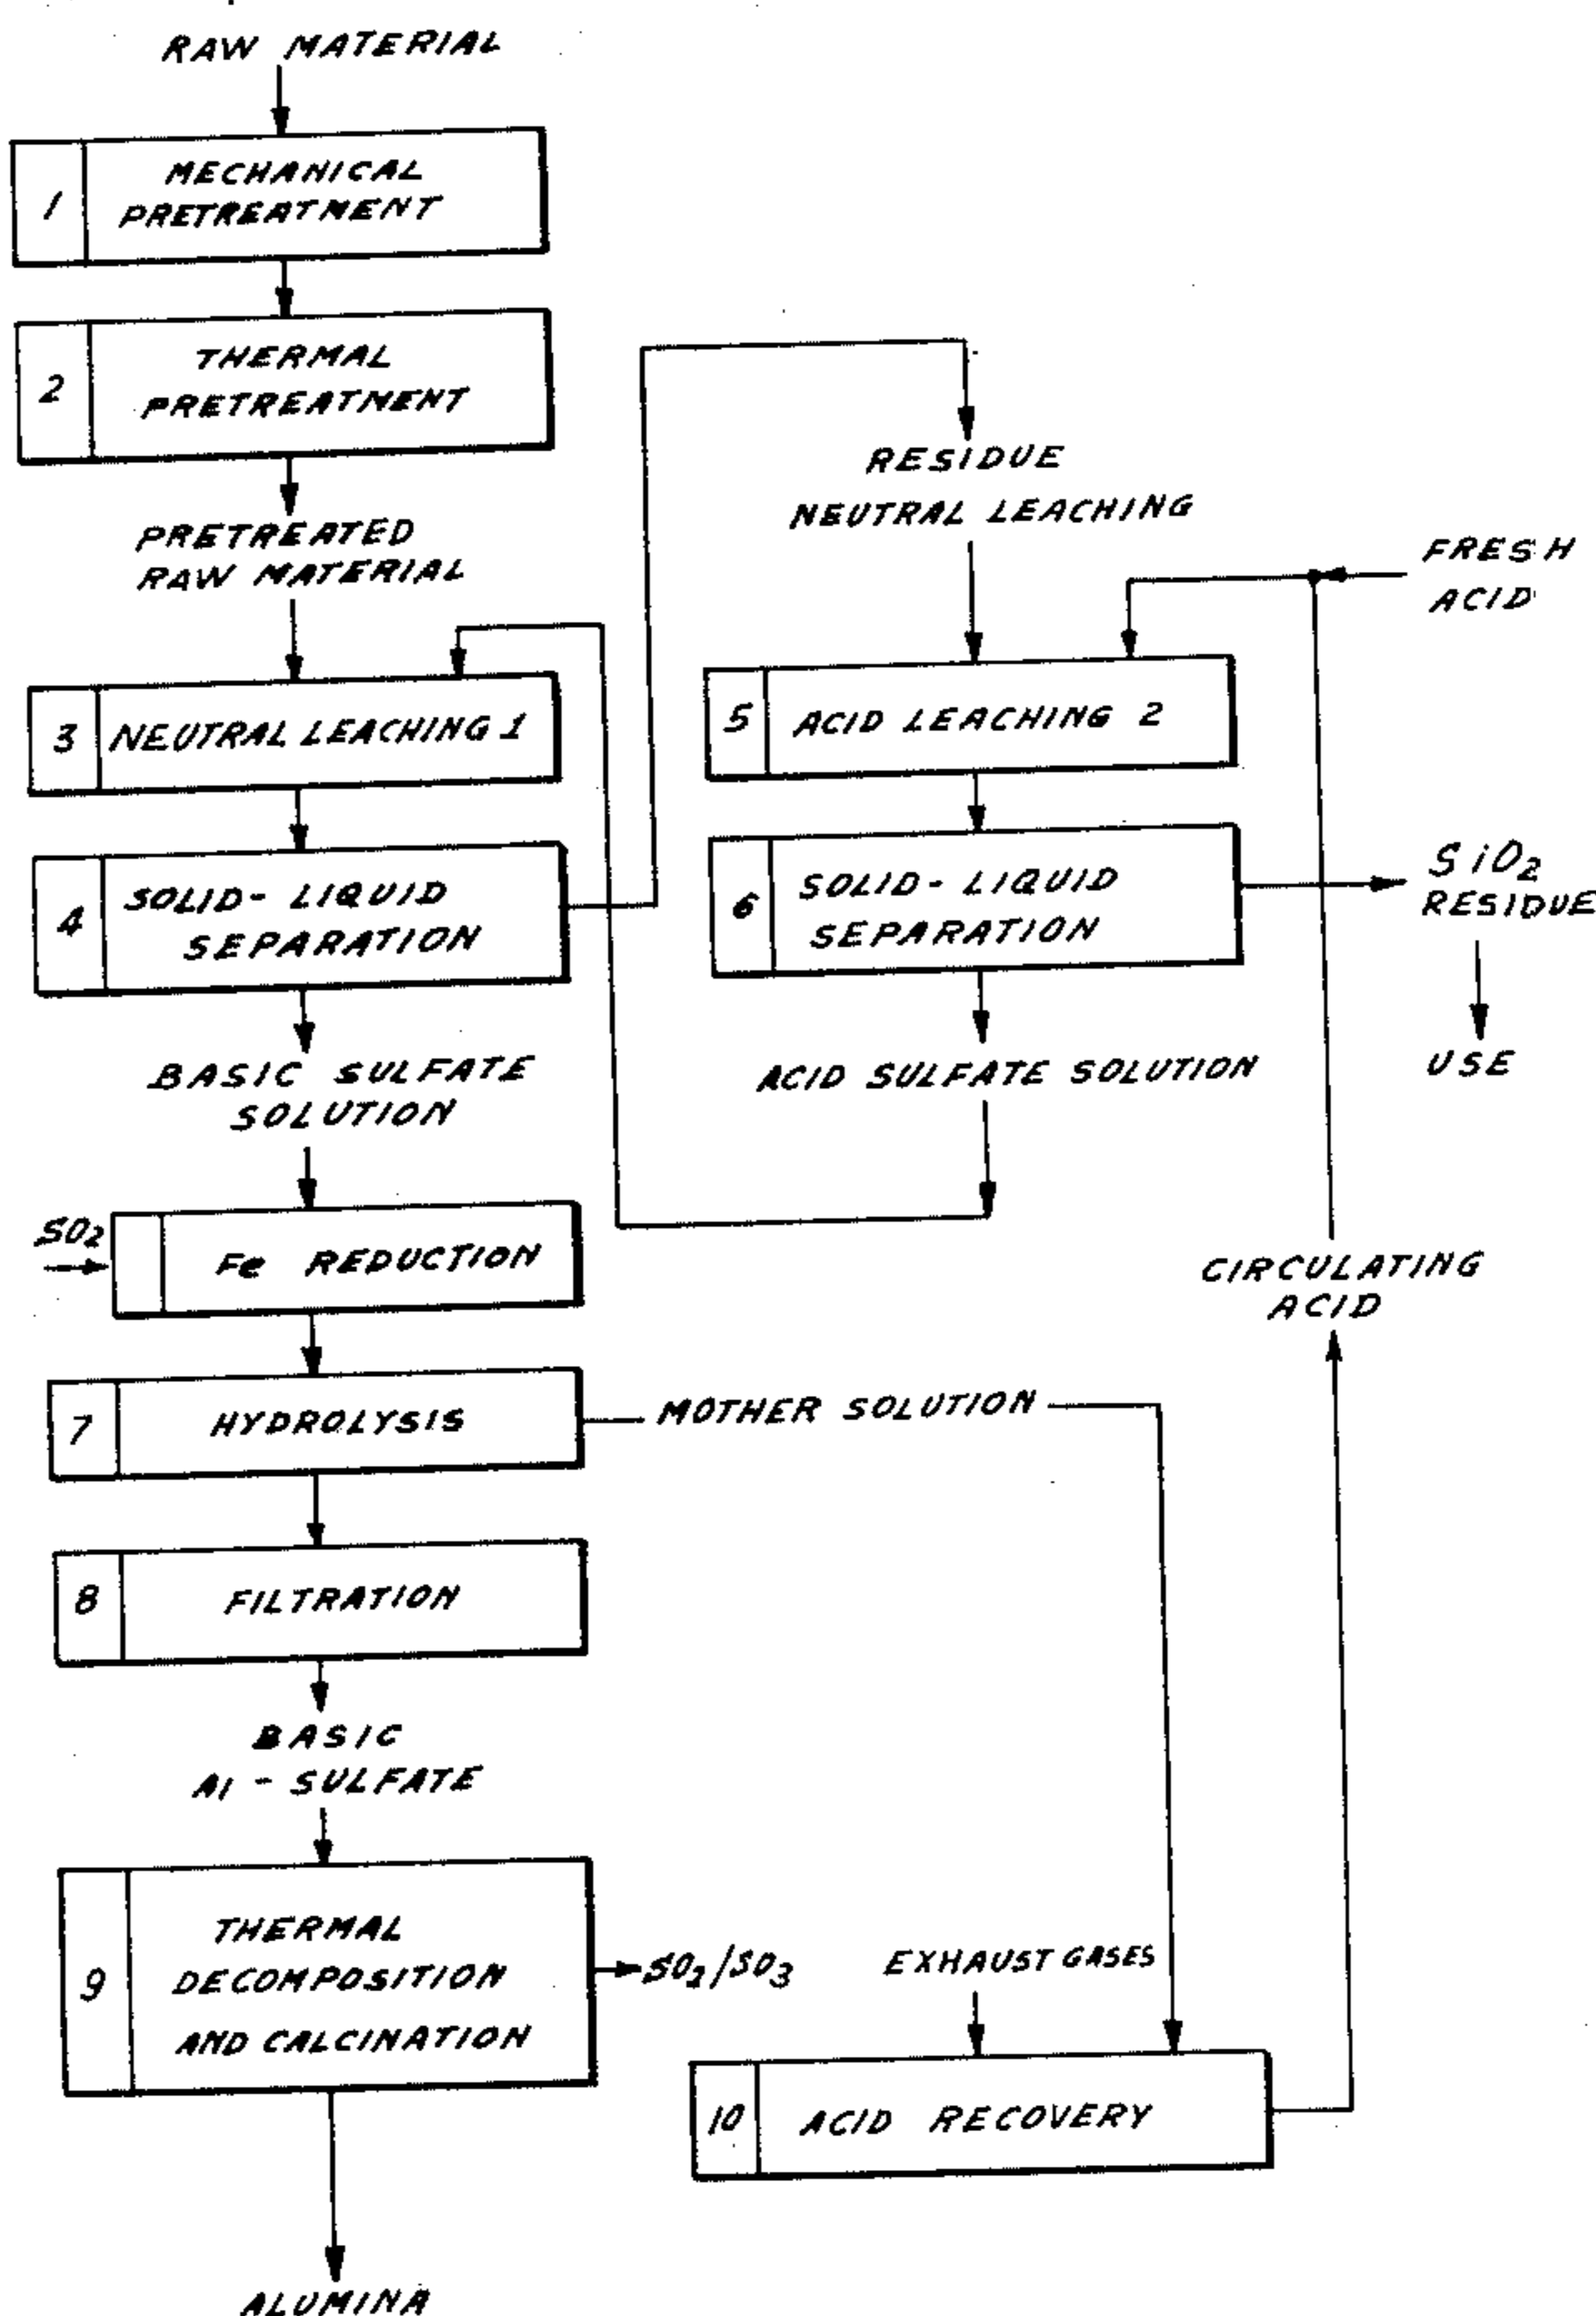 RAW MATERIAL
1
MECHANICAL
PRETREATMENT
2
THERMAL
PRETREATMENT
PRETREATED
RAW MATERIAL
3
NEUTRAL LEACHING 1
4
SOLID- LIQUID
SEPARATION
BASIC SULFATE
SOLUTION
SO2
Fe REDUCTION
7
HYDROLYSIS
MOTHER SOLUTION
8
FILTRATION
BASIC
Al - SULFATE
9
THERMAL
DECOMPOSITION
AND CALCINATION
SO2/SO3
ALUMINA
RESIDUE
NEUTRAL LEACHING
FRESH
ACID
5
ACID LEACHING 2
6
SOLID- LIQUID
SEPARATION
SiO2
RESIDUE
USE
ACID SULFATE SOLUTION
CIRCULATING
ACID
EXHAUST GASES
10
ACID RECOVERY